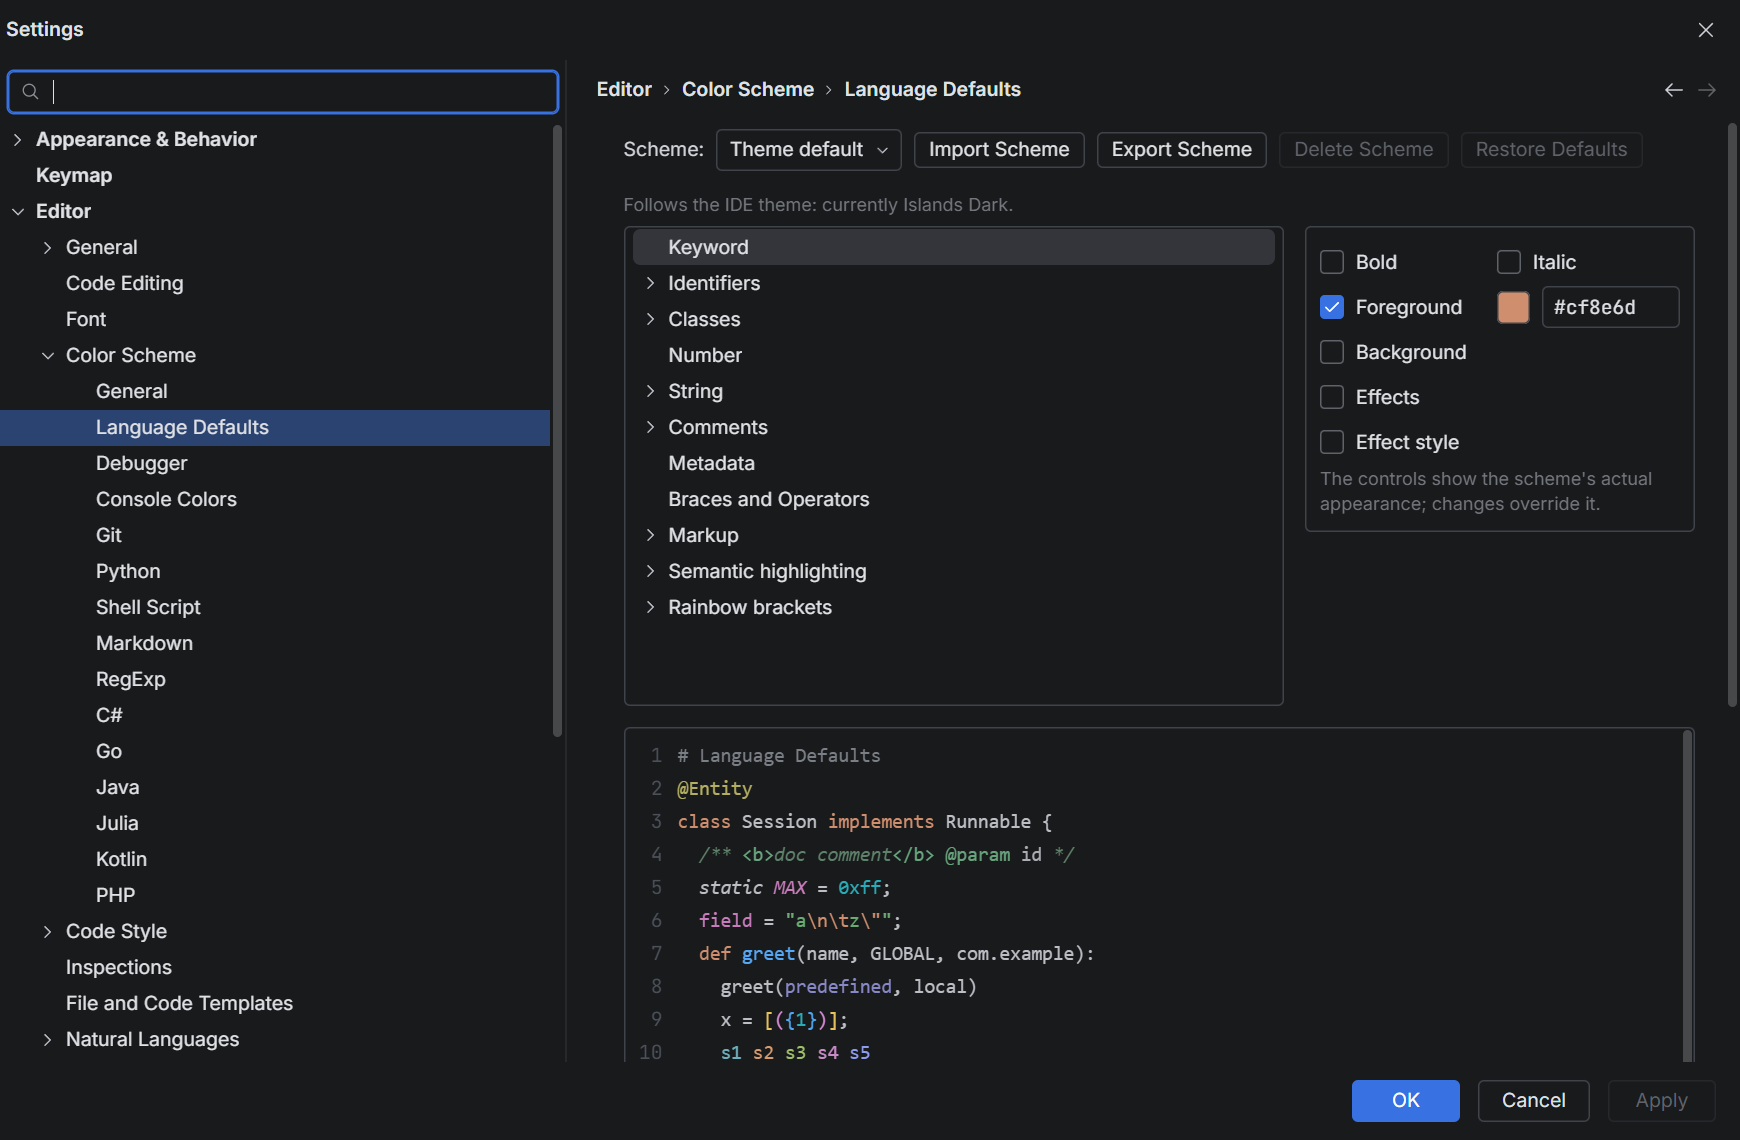 Settings
Appearance & Behavior
Keymap
Editor
General
Code Editing
Font
Color Scheme
General
Language Defaults
Debugger
Console Colors
Git
Python
Shell Script
Markdown
RegExp
C#
Go
Java
Julia
Kotlin
PHP
Code Style
Inspections
File and Code Templates
Natural Languages
Editor › Color Scheme › Language Defaults
Scheme: Theme default Import Scheme Export Scheme Delete Scheme Restore Defaults
Follows the IDE theme: currently Islands Dark.
Keyword
Identifiers
Classes
Number
String
Comments
Metadata
Braces and Operators
Markup
Semantic highlighting
Rainbow brackets
Bold Italic
Foreground #cf8e6d
Background
Effects
Effect style
The controls show the scheme's actual
appearance; changes override it.
1 # Language Defaults
2 @Entity
3 class Session implements Runnable {
4 /** <b>doc comment</b> @param id */
5 static MAX = 0xff;
6 field = "a\n\tz\"";
7 def greet(name, GLOBAL, com.example):
8 greet(predefined, local)
9 x = [({1})];
10 s1 s2 s3 s4 s5
OK Cancel Apply